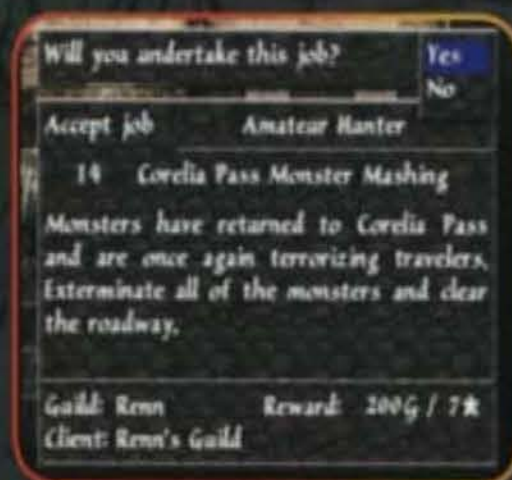 Will you undertake this job?
Yes
No
Accept job
Amateur Hunter
14 Corelia Pass Monster Mashing
Monsters have returned to Corelia Pass
and are once again terrorizing travelers.
Exterminate all of the monsters and clear
the roadway.
Guild: Renn Reward: 200G / 7★
Client: Renn's Guild